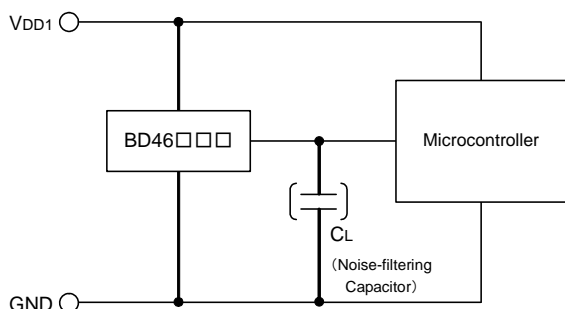 VDD1
BD46□□□
Microcontroller
CL
（Noise-filtering
Capacitor）
GND